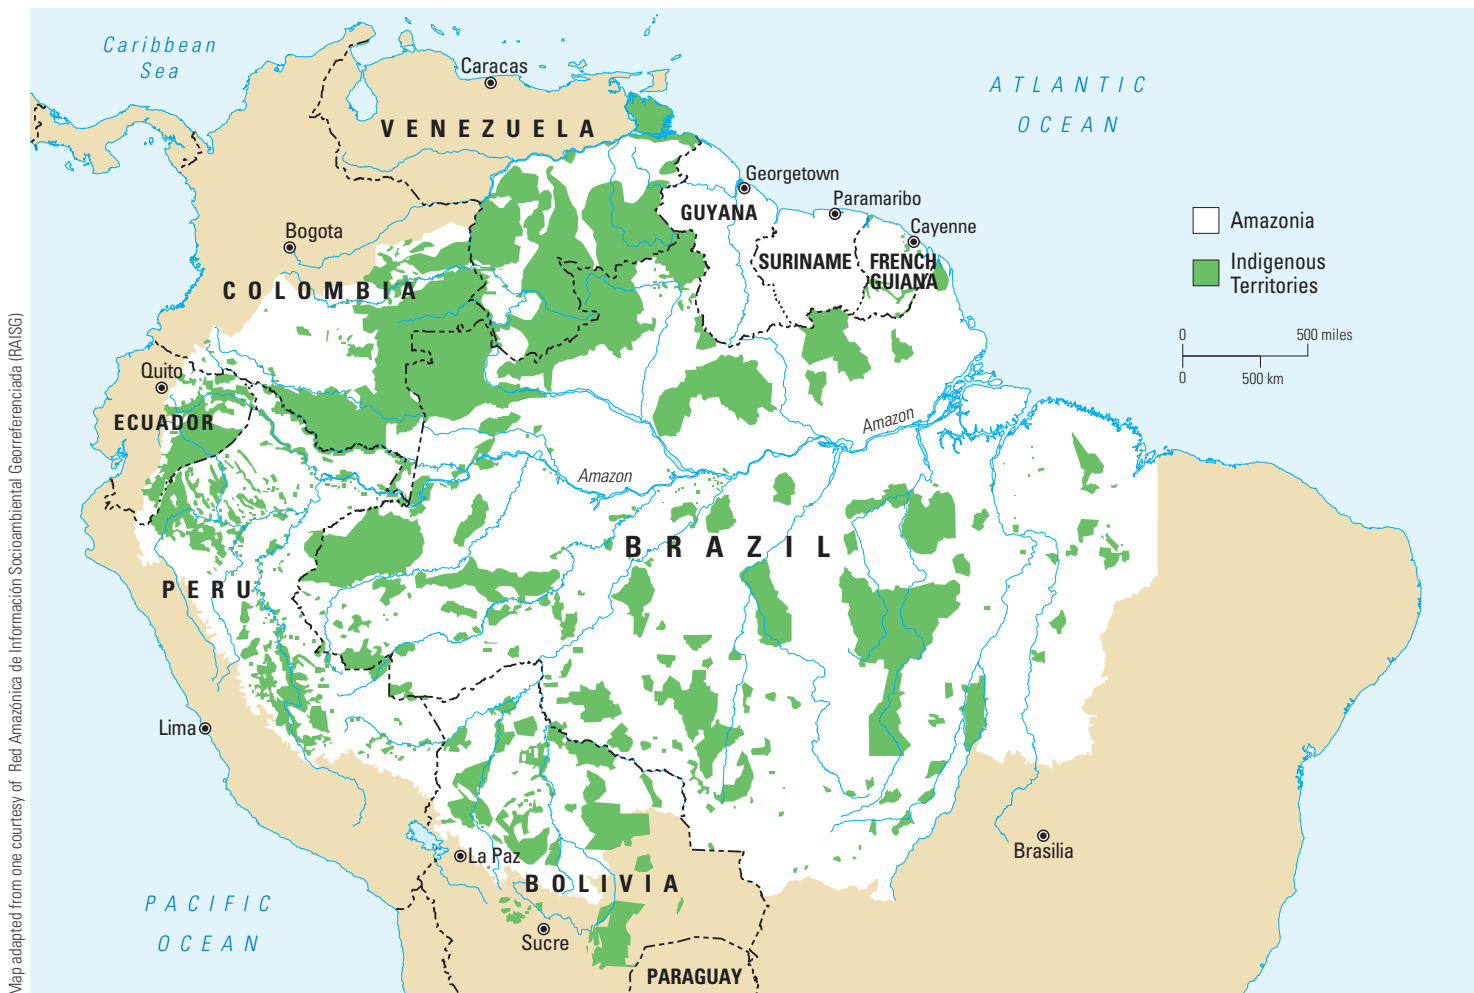 Caribbean
Sea
Caracas
ATLANTIC
OCEAN
VENEZUELA
Georgetown
Paramaribo
GUYANA
Cayenne
Bogota
SURINAME
FRENCH
GUIANA
COLOMBIA
Amazonia
Indigenous
Territories
0 500 miles
0 500 km
Quito
ECUADOR
Amazon
Amazon
BRAZIL
PERU
Lima
La Paz
BOLIVIA
Brasilia
Sucre
PACIFIC
OCEAN
PARAGUAY
Map adapted from one courtesy of Red Amazónica de Información Socioambiental Georreferenciada (RAISG)